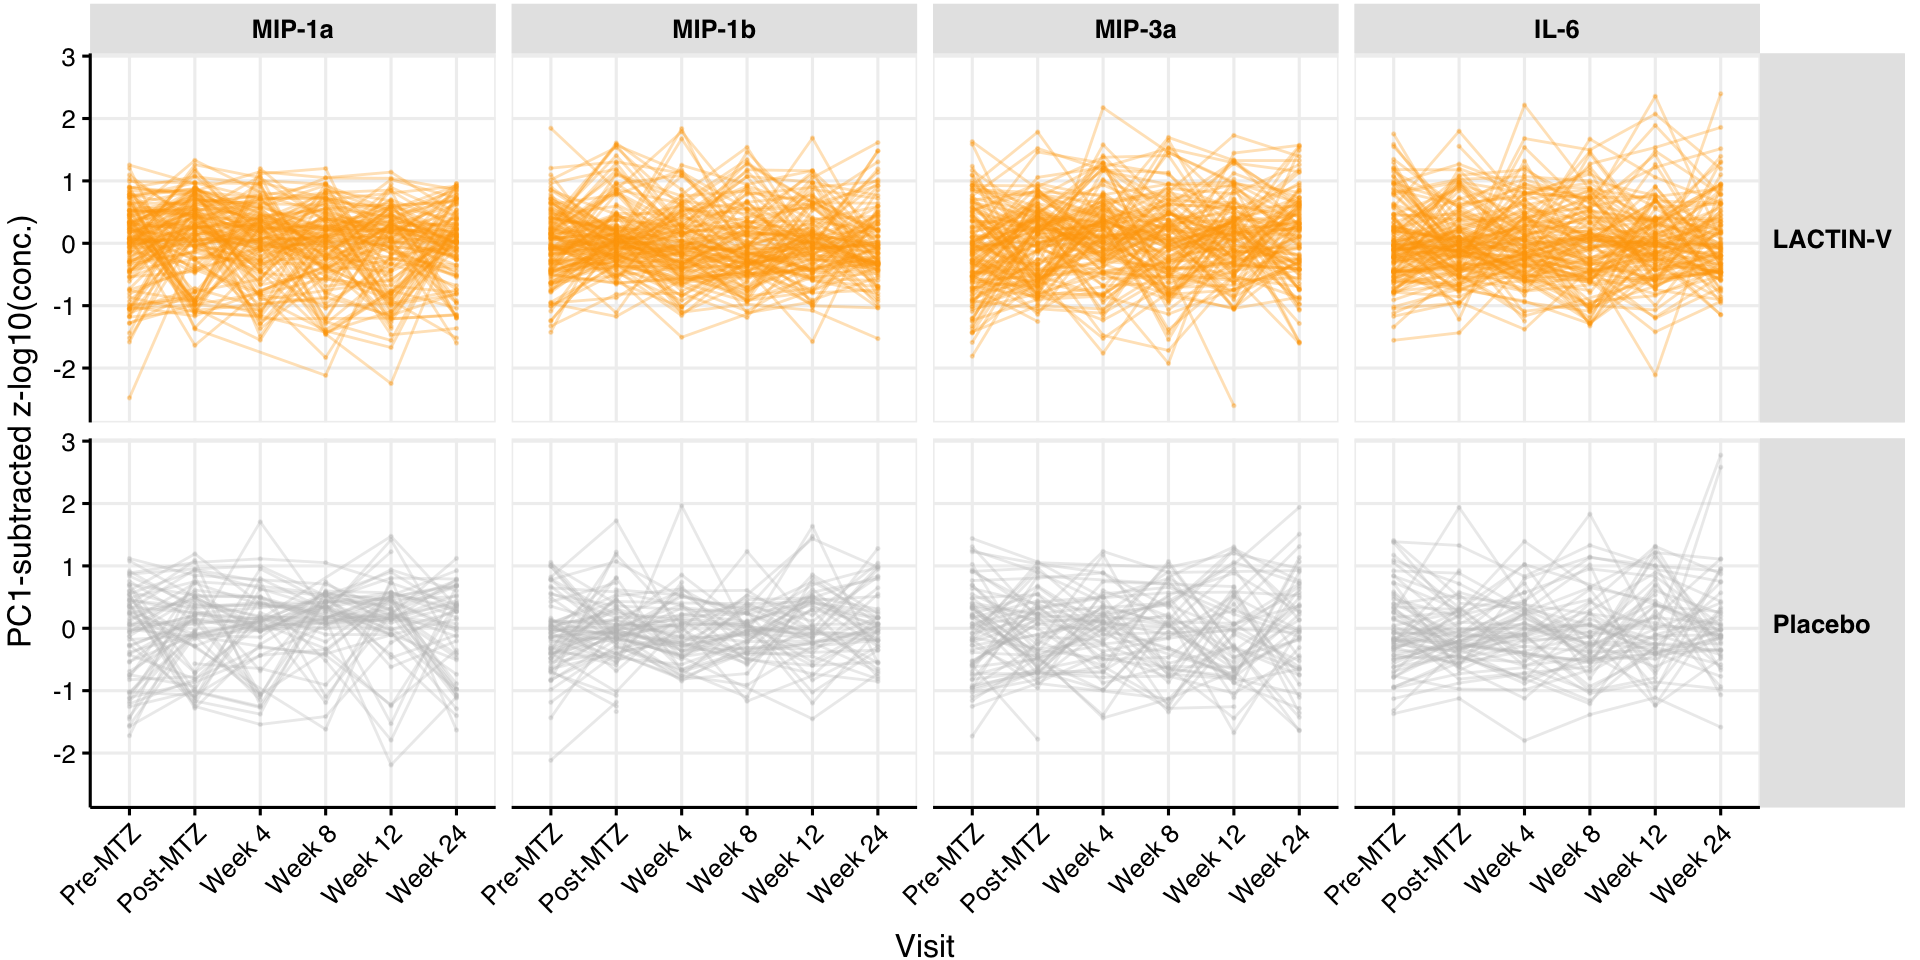 MIP-1a MIP-1b MIP-3a IL-6
PC1-subtracted z-log10(conc.)
3
2
1
0
-1
-2
LACTIN-V
3
2
1
0
-1
-2
Placebo
Pre-MTZ Post-MTZ Week 4 Week 8 Week 12 Week 24 Pre-MTZ Post-MTZ Week 4 Week 8 Week 12 Week 24 Pre-MTZ Post-MTZ Week 4 Week 8 Week 12 Week 24 Pre-MTZ Post-MTZ Week 4 Week 8 Week 12 Week 24
Visit